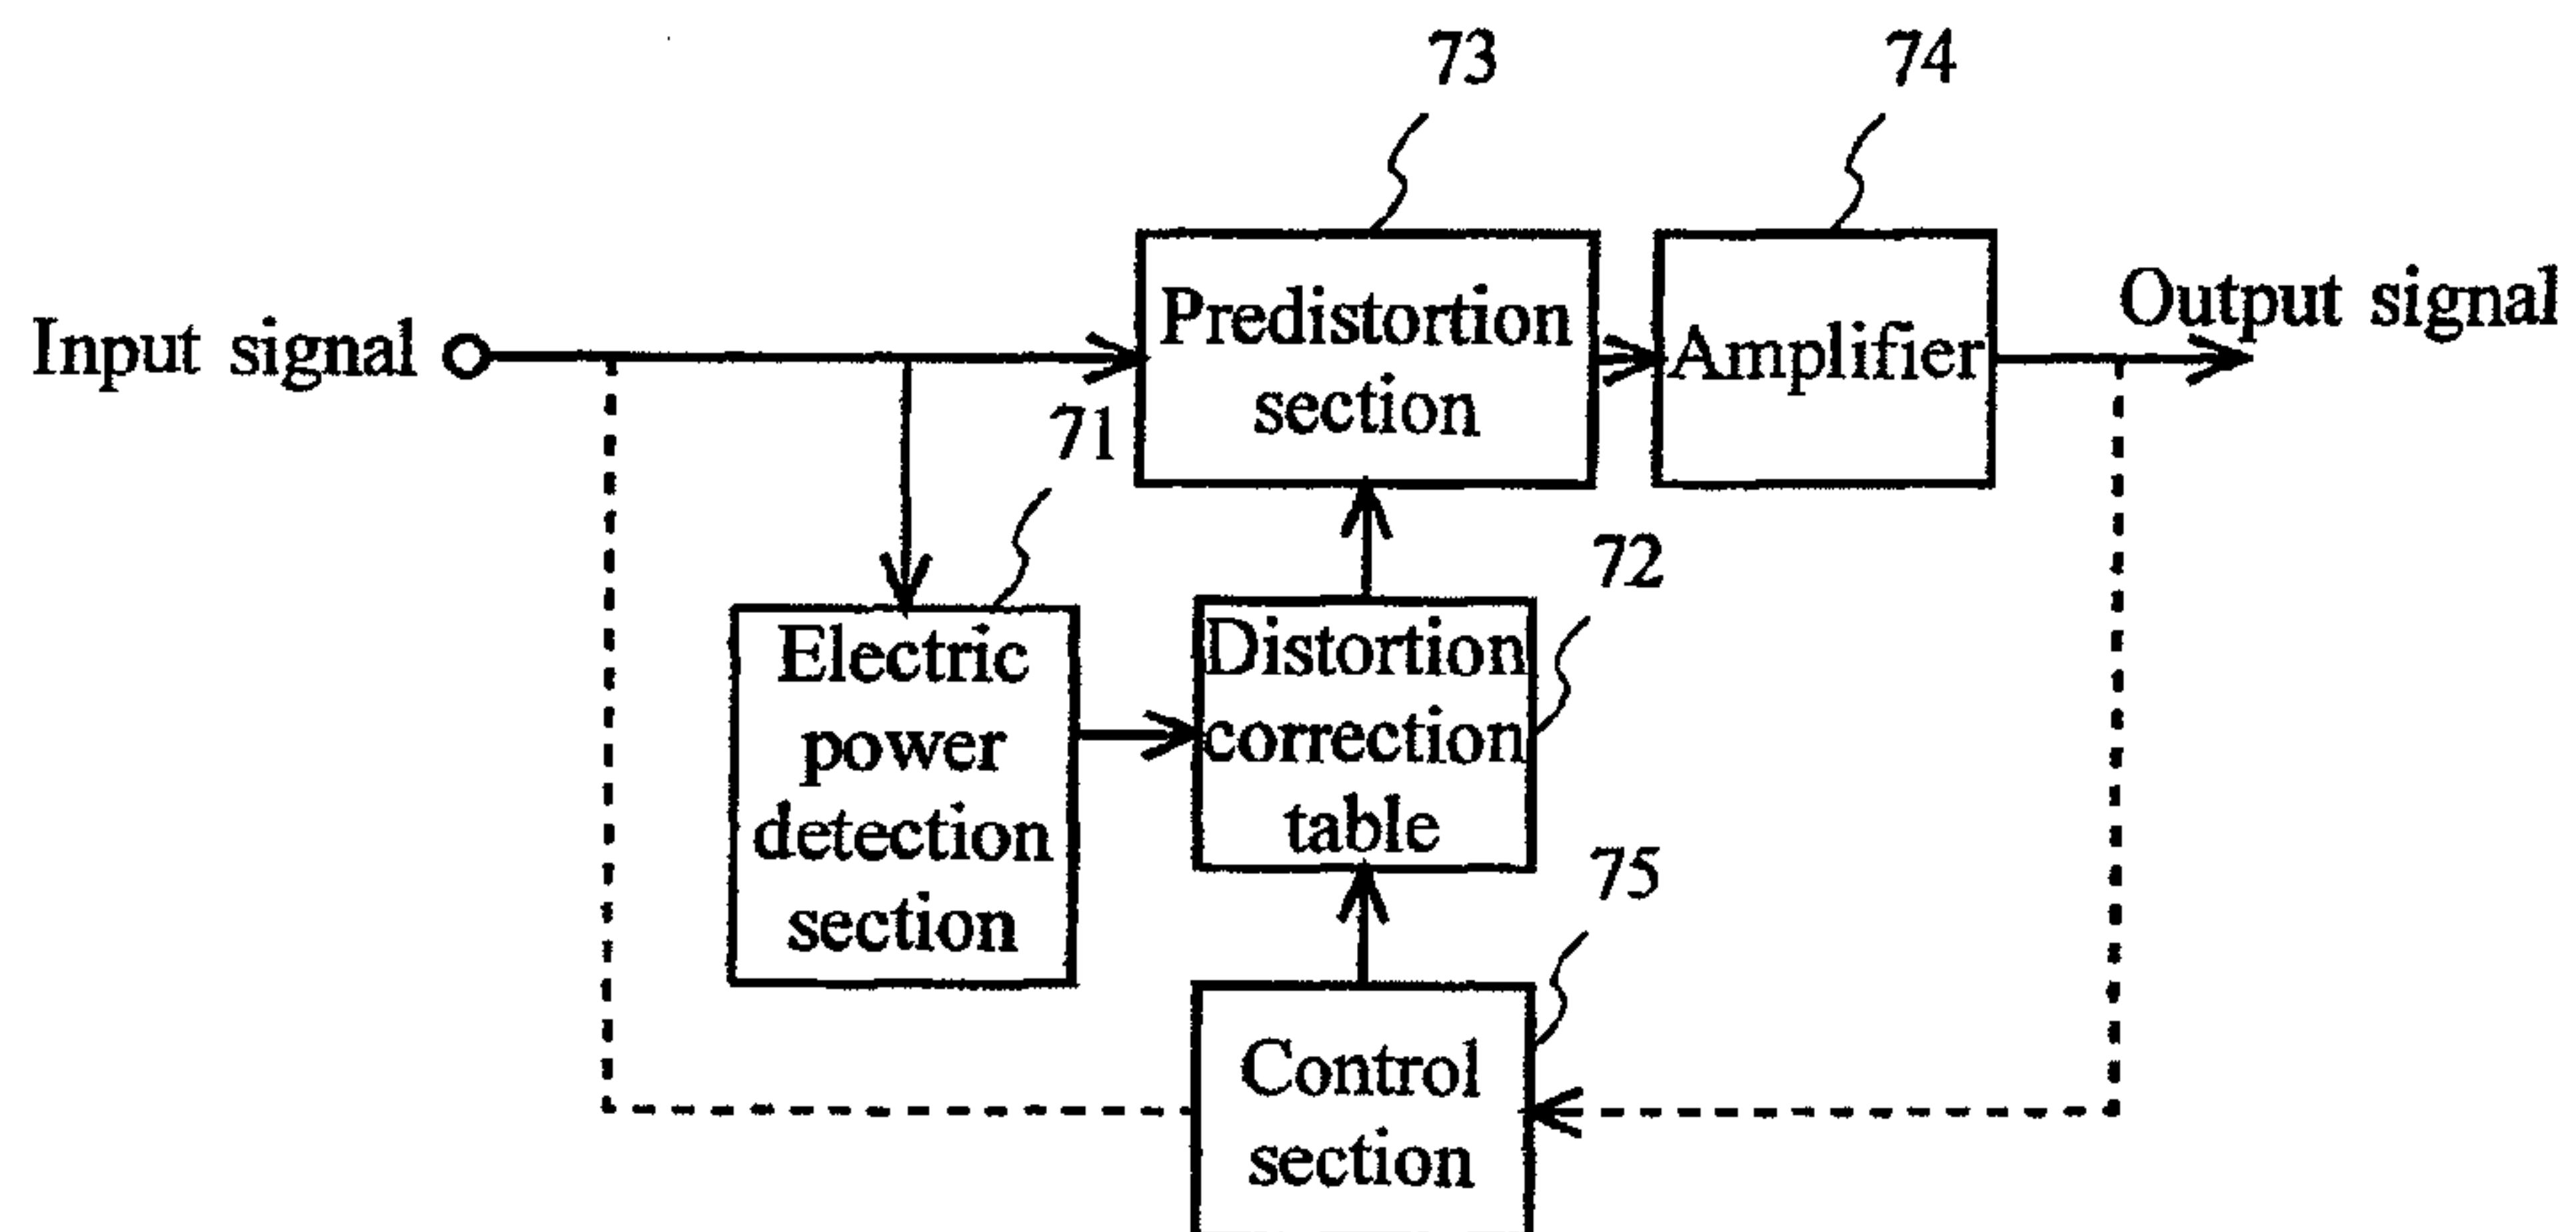 73
74
Input signal
Predistortion
section
Amplifier
Output signal
71
72
Electric
power
detection
section
Distortion
correction
table
75
Control
section